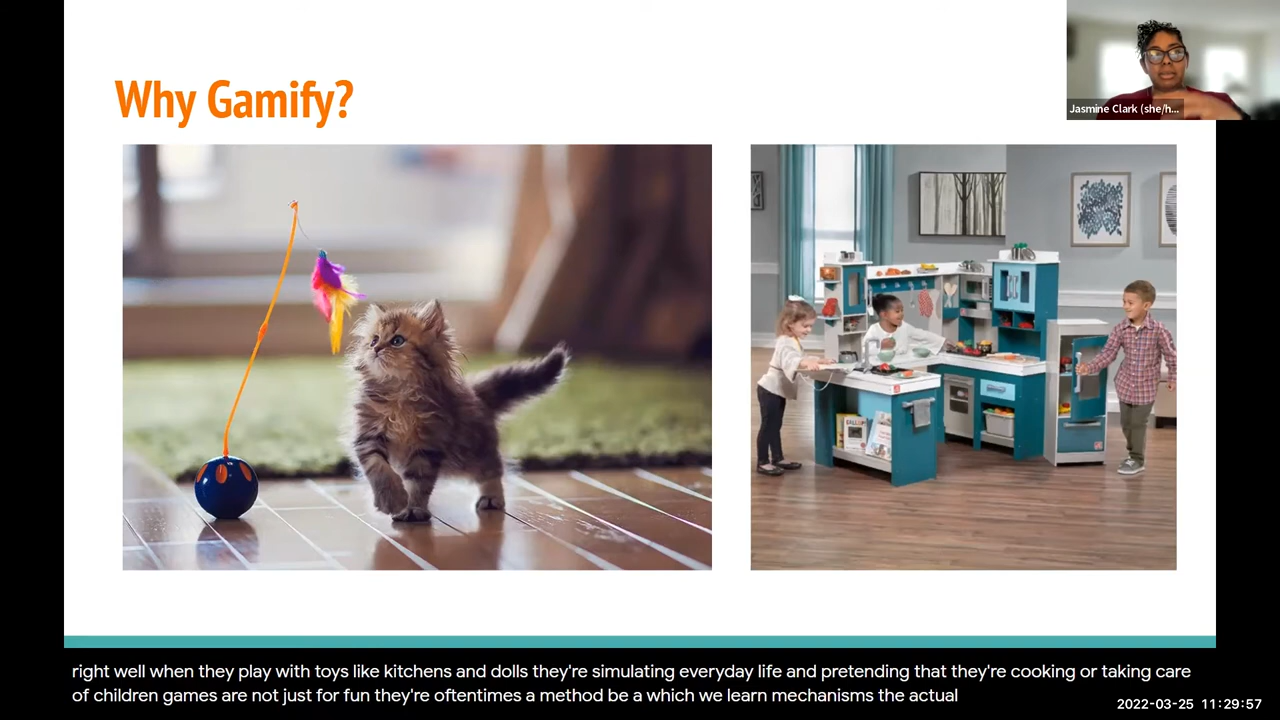 Why Gamify?
Jasmine Clark (she/h...
right well when they play with toys like kitchens and dolls they're simulating everyday life and pretending that they're cooking or taking care
of children games are not just for fun they're oftentimes a method be a which we learn mechanisms the actual
2022-03-25 11:29:57